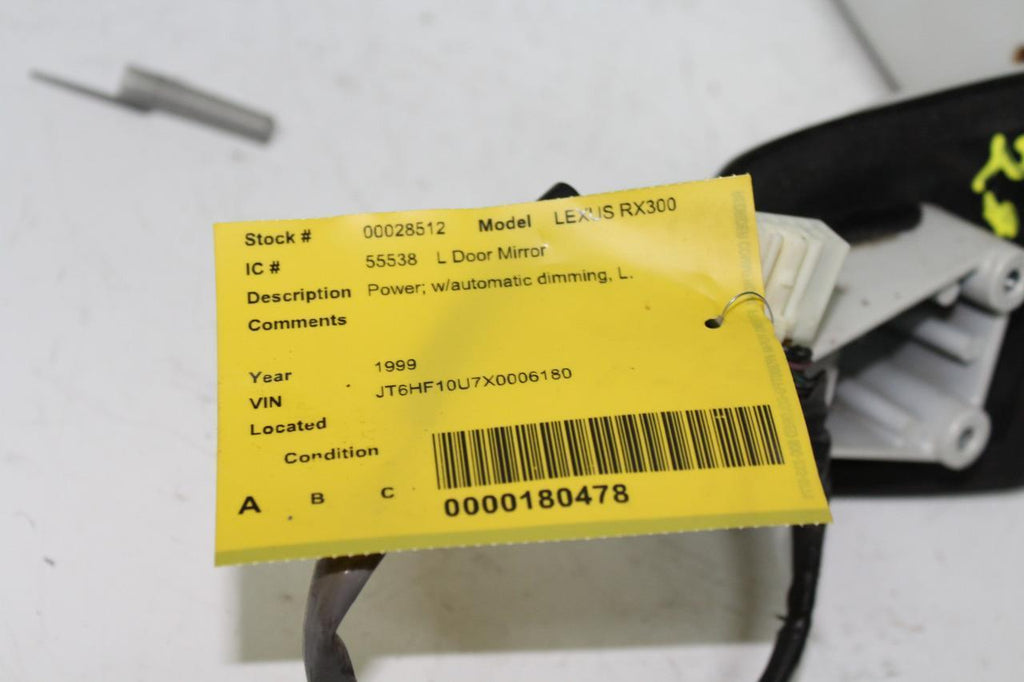 Stock # 00028512 Model LEXUS RX300
IC # 55538 L Door Mirror
Description Power; w/automatic dimming, L.
Comments
Year 1999
VIN JT6HF10U7X0006180
Located
Condition
A B C
0000180478